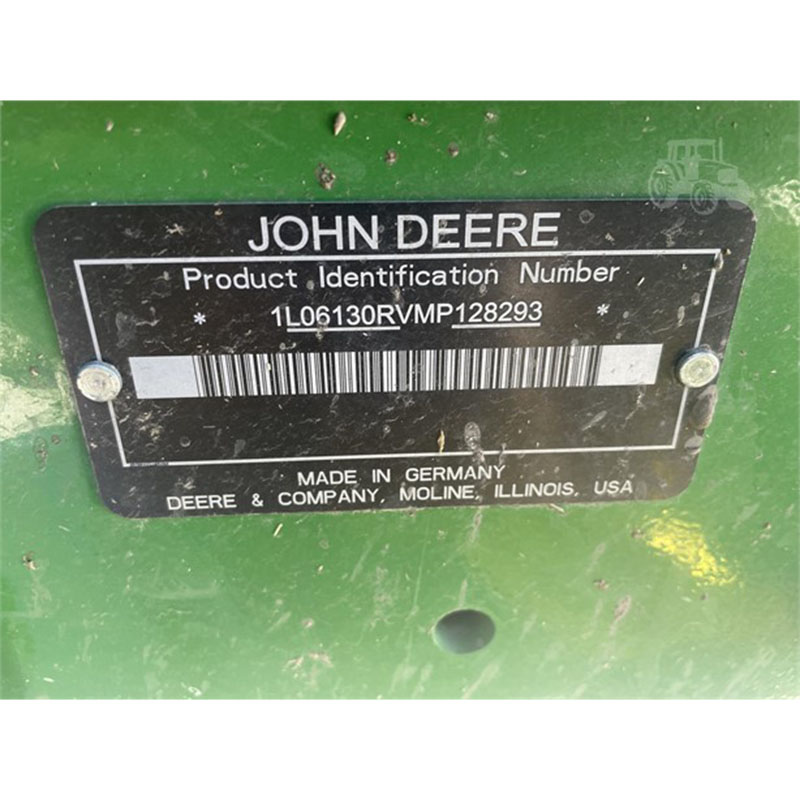 JOHN DEERE
Product Identification Number
* 1L06130RVMP128293 *
MADE IN GERMANY
DEERE & COMPANY, MOLINE, ILLINOIS, USA